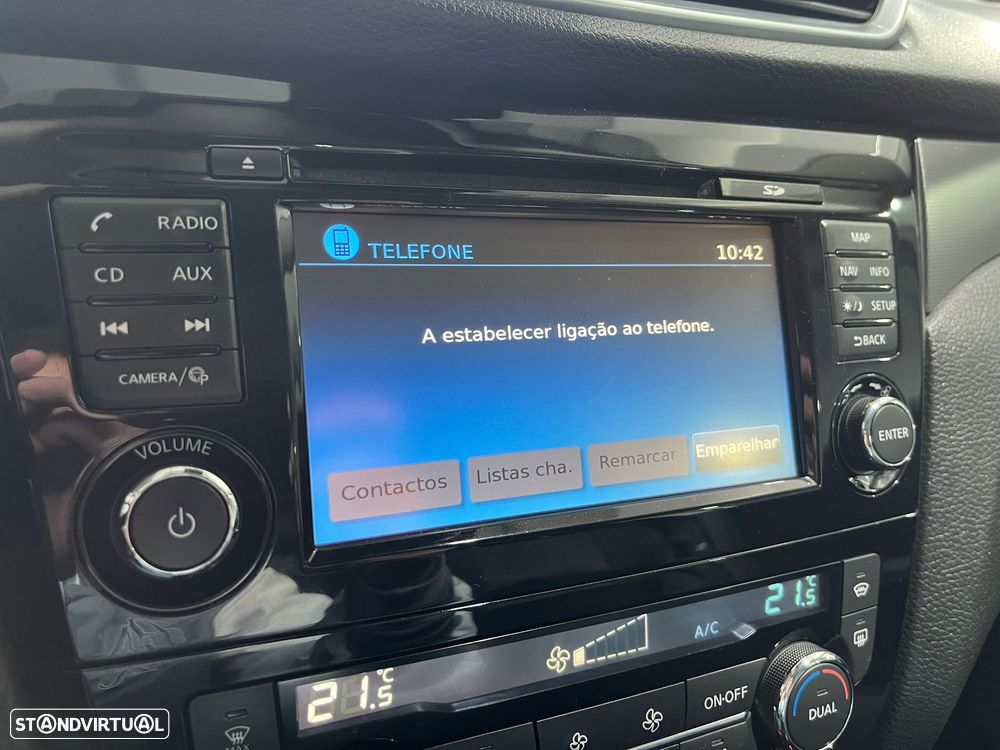 RADIO
CD AUX
CAMERA/
VOLUME
TELEFONE 10:42
A estabelecer ligação ao telefone.
Contactos Listas cha. Remarcar Emparelhar
SD
MAP
NAV INFO
SETUP
BACK
ENTER
21.5°C
A/C
21.5°C
ON·OFF
DUAL
MAX
STANDVIRTUAL